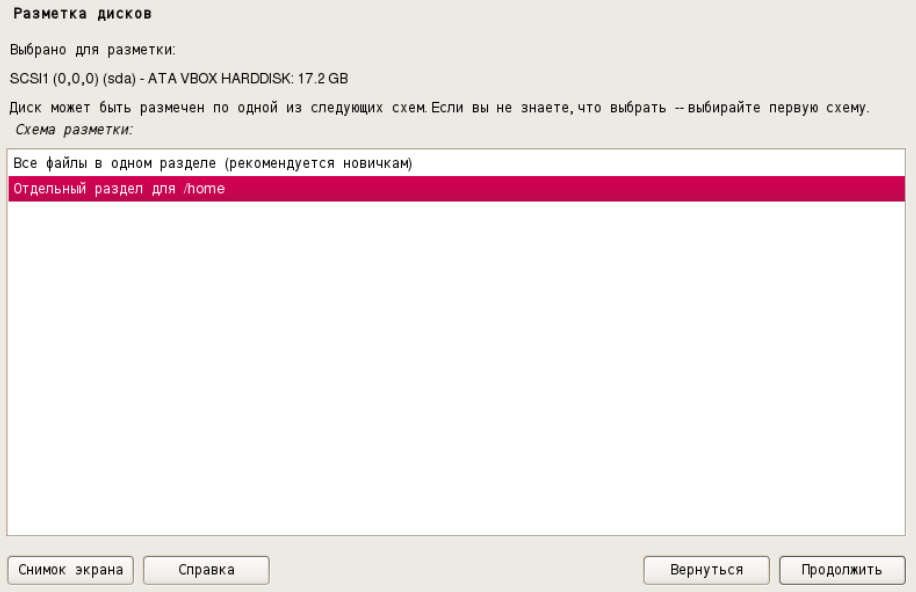 Разметка дисков
Выбрано для разметки:
SCSI1 (0,0,0) (sda) - ATA VBOX HARDDISK: 17.2 GB
Диск может быть размечен по одной из следующих схем. Если вы не знаете, что выбрать -- выбирайте первую схему.
Схема разметки:
Все файлы в одном разделе (рекомендуется новичкам)
Отдельный раздел для /home
Снимок экрана Справка Вернуться Продолжить